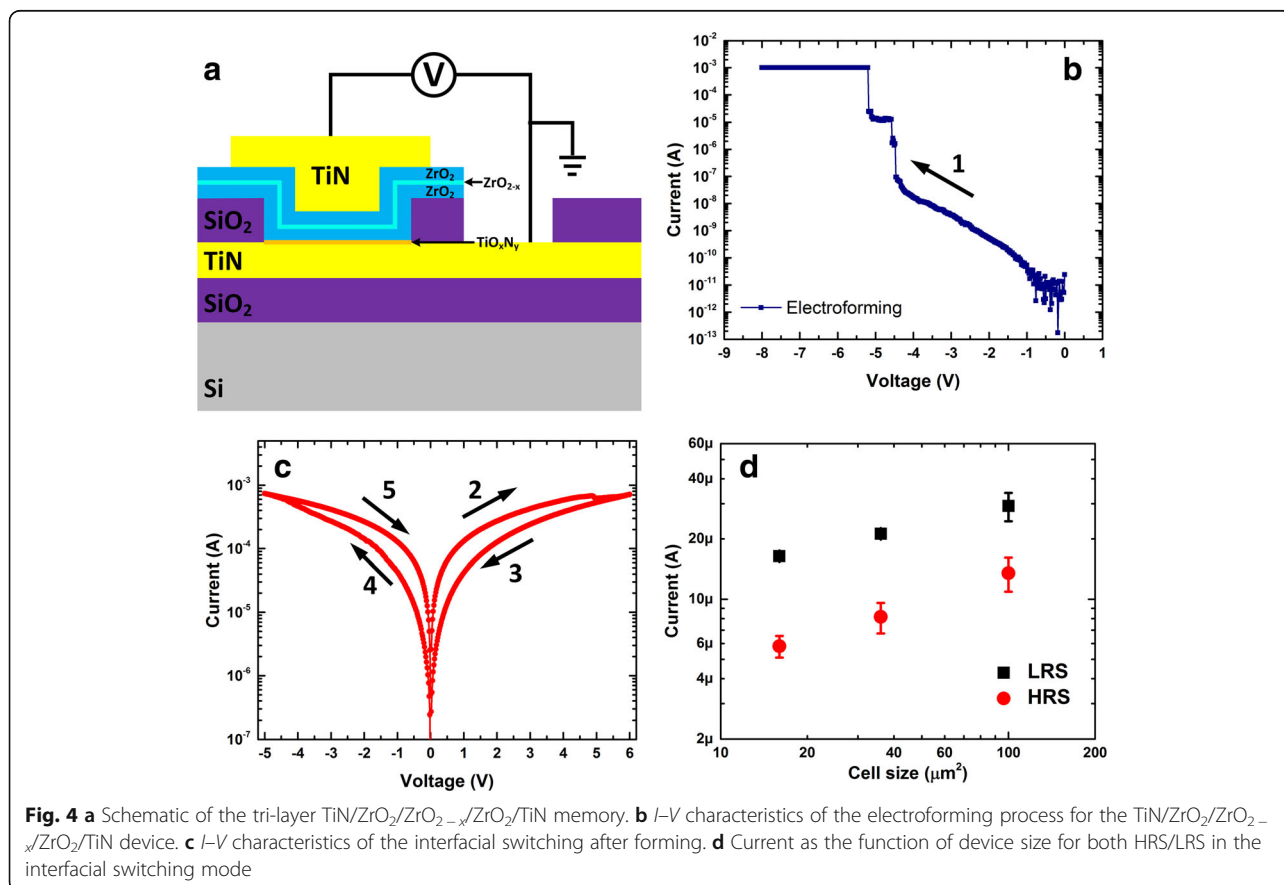 a
V
TiN
ZrO2
ZrO2-x
ZrO2
SiO2
TiOxNy
TiN
SiO2
Si
b
10^-2
10^-3
10^-4
10^-5
10^-6
10^-7
10^-8
10^-9
10^-10
10^-11
10^-12
10^-13
Current (A)
1
Electroforming
-9 -8 -7 -6 -5 -4 -3 -2 -1 0 1
Voltage (V)
c
10^-3
10^-4
10^-5
10^-6
10^-7
Current (A)
5
2
4
3
-5 -4 -3 -2 -1 0 1 2 3 4 5 6
Voltage (V)
d
60µ
40µ
20µ
10µ
6µ
4µ
2µ
Current (A)
LRS
HRS
10 20 40 60 100 200
Cell size (µm²)
Fig. 4 a Schematic of the tri-layer TiN/ZrO2/ZrO2 − x/ZrO2/TiN memory. b I–V characteristics of the electroforming process for the TiN/ZrO2/ZrO2 −
x/ZrO2/TiN device. c I–V characteristics of the interfacial switching after forming. d Current as the function of device size for both HRS/LRS in the
interfacial switching mode